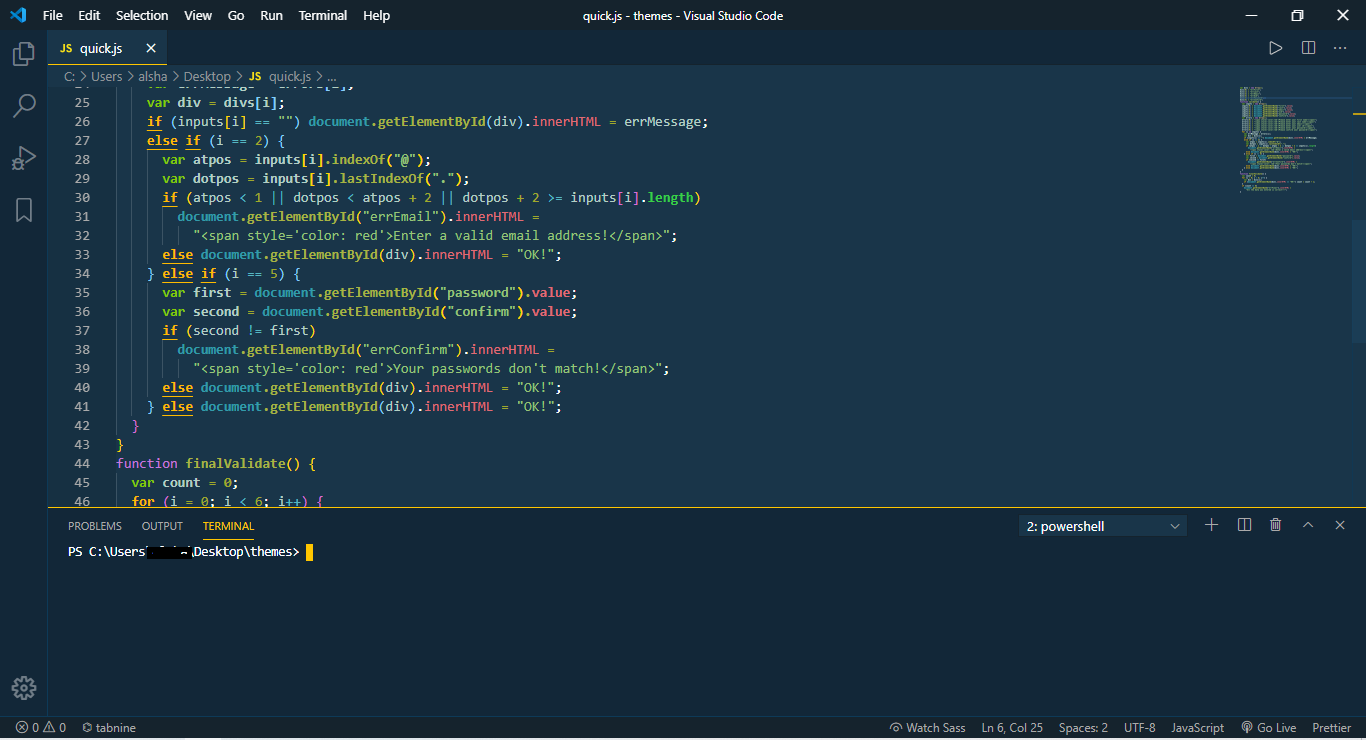 File Edit Selection View Go Run Terminal Help quick.js - themes - Visual Studio Code
JS quick.js
C: > Users > alsha > Desktop > JS quick.js > ...
25 var div = divs[i];
26 if (inputs[i] == "") document.getElementById(div).innerHTML = errMessage;
27 else if (i == 2) {
28 var atpos = inputs[i].indexOf("@");
29 var dotpos = inputs[i].lastIndexOf(".");
30 if (atpos < 1 || dotpos < atpos + 2 || dotpos + 2 >= inputs[i].length)
31 document.getElementById("errEmail").innerHTML =
32 "<span style='color: red'>Enter a valid email address!</span>";
33 else document.getElementById(div).innerHTML = "OK!";
34 } else if (i == 5) {
35 var first = document.getElementById("password").value;
36 var second = document.getElementById("confirm").value;
37 if (second != first)
38 document.getElementById("errConfirm").innerHTML =
39 "<span style='color: red'>Your passwords don't match!</span>";
40 else document.getElementById(div).innerHTML = "OK!";
41 } else document.getElementById(div).innerHTML = "OK!";
42 }
43 }
44 function finalValidate() {
45 var count = 0;
46 for (i = 0; i < 6; i++) {
PROBLEMS OUTPUT TERMINAL 2: powershell
PS C:\Users \Desktop\themes>
0 0 tabnine Watch Sass Ln 6, Col 25 Spaces: 2 UTF-8 JavaScript Go Live Prettier